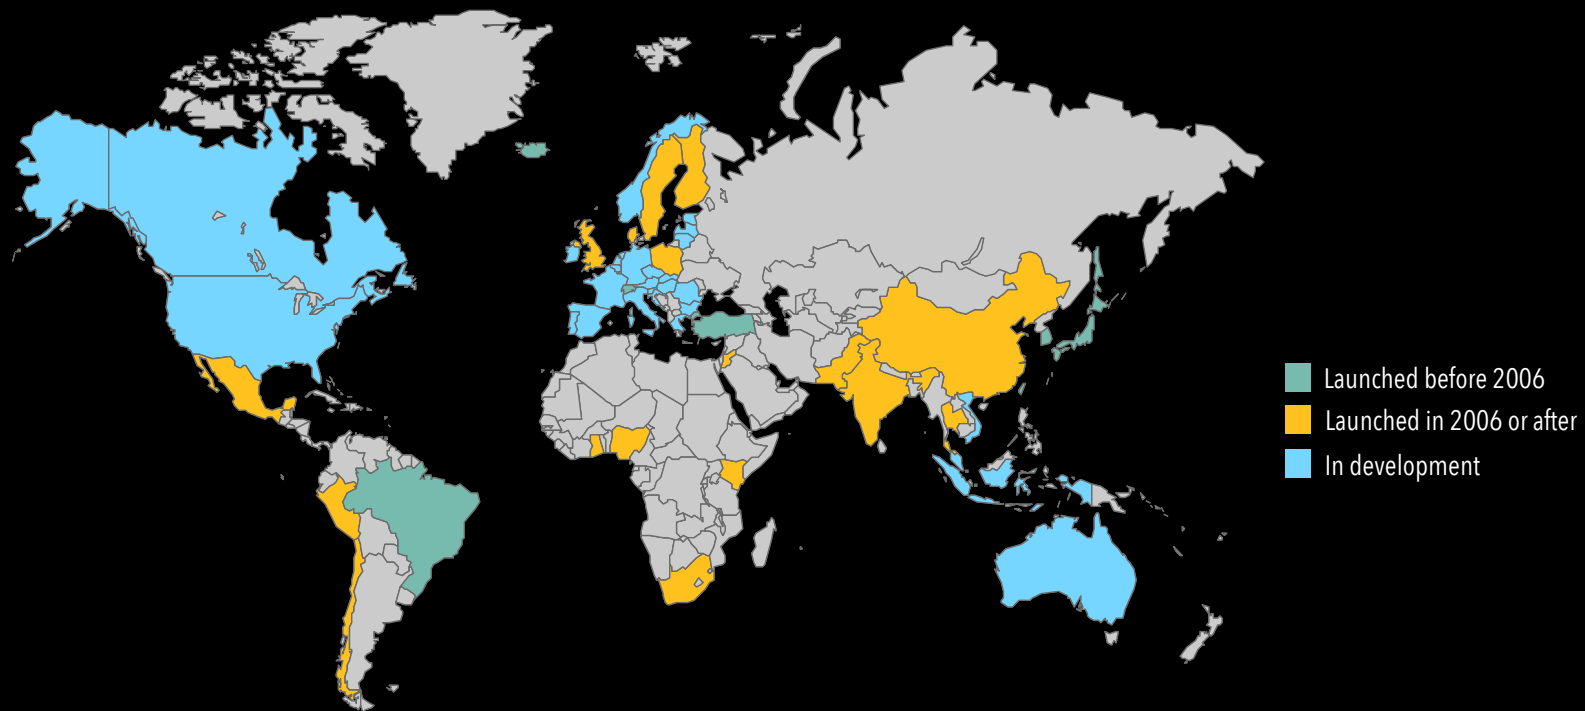 Launched before 2006
Launched in 2006 or after
In development